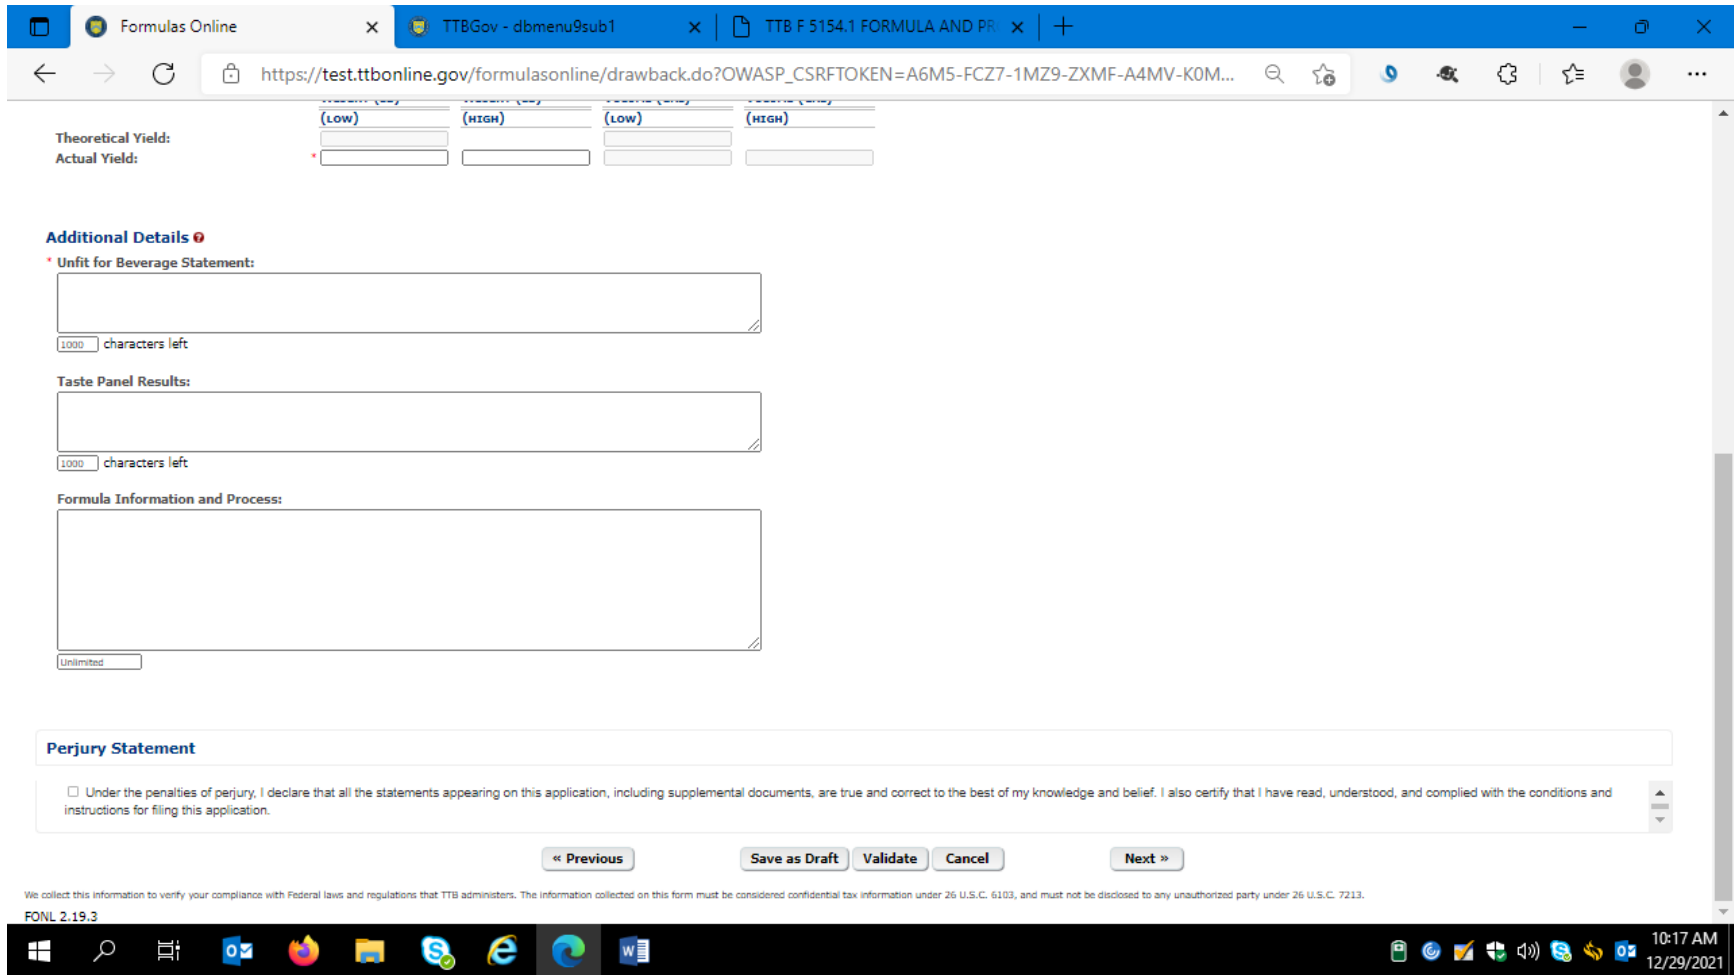 Formulas Online
TTBGov - dbmenu9sub1
TTB F 5154.1 FORMULA AND PR
https://test.ttbonline.gov/formulasonline/drawback.do?OWASP_CSRFTOKEN=A6M5-FCZ7-1MZ9-ZXMF-A4MV-K0M...
(LOW) (HIGH) (LOW) (HIGH)
Theoretical Yield:
Actual Yield: *
Additional Details ?
* Unfit for Beverage Statement:
1000 characters left
Taste Panel Results:
1000 characters left
Formula Information and Process:
Unlimited
Perjury Statement
Under the penalties of perjury, I declare that all the statements appearing on this application, including supplemental documents, are true and correct to the best of my knowledge and belief. I also certify that I have read, understood, and complied with the conditions and
instructions for filing this application.
« Previous Save as Draft Validate Cancel Next »
We collect this information to verify your compliance with Federal laws and regulations that TTB administers. The information collected on this form must be considered confidential tax information under 26 U.S.C. 6103, and must not be disclosed to any unauthorized party under 26 U.S.C. 7213.
FONL 2.19.3
10:17 AM
12/29/2021